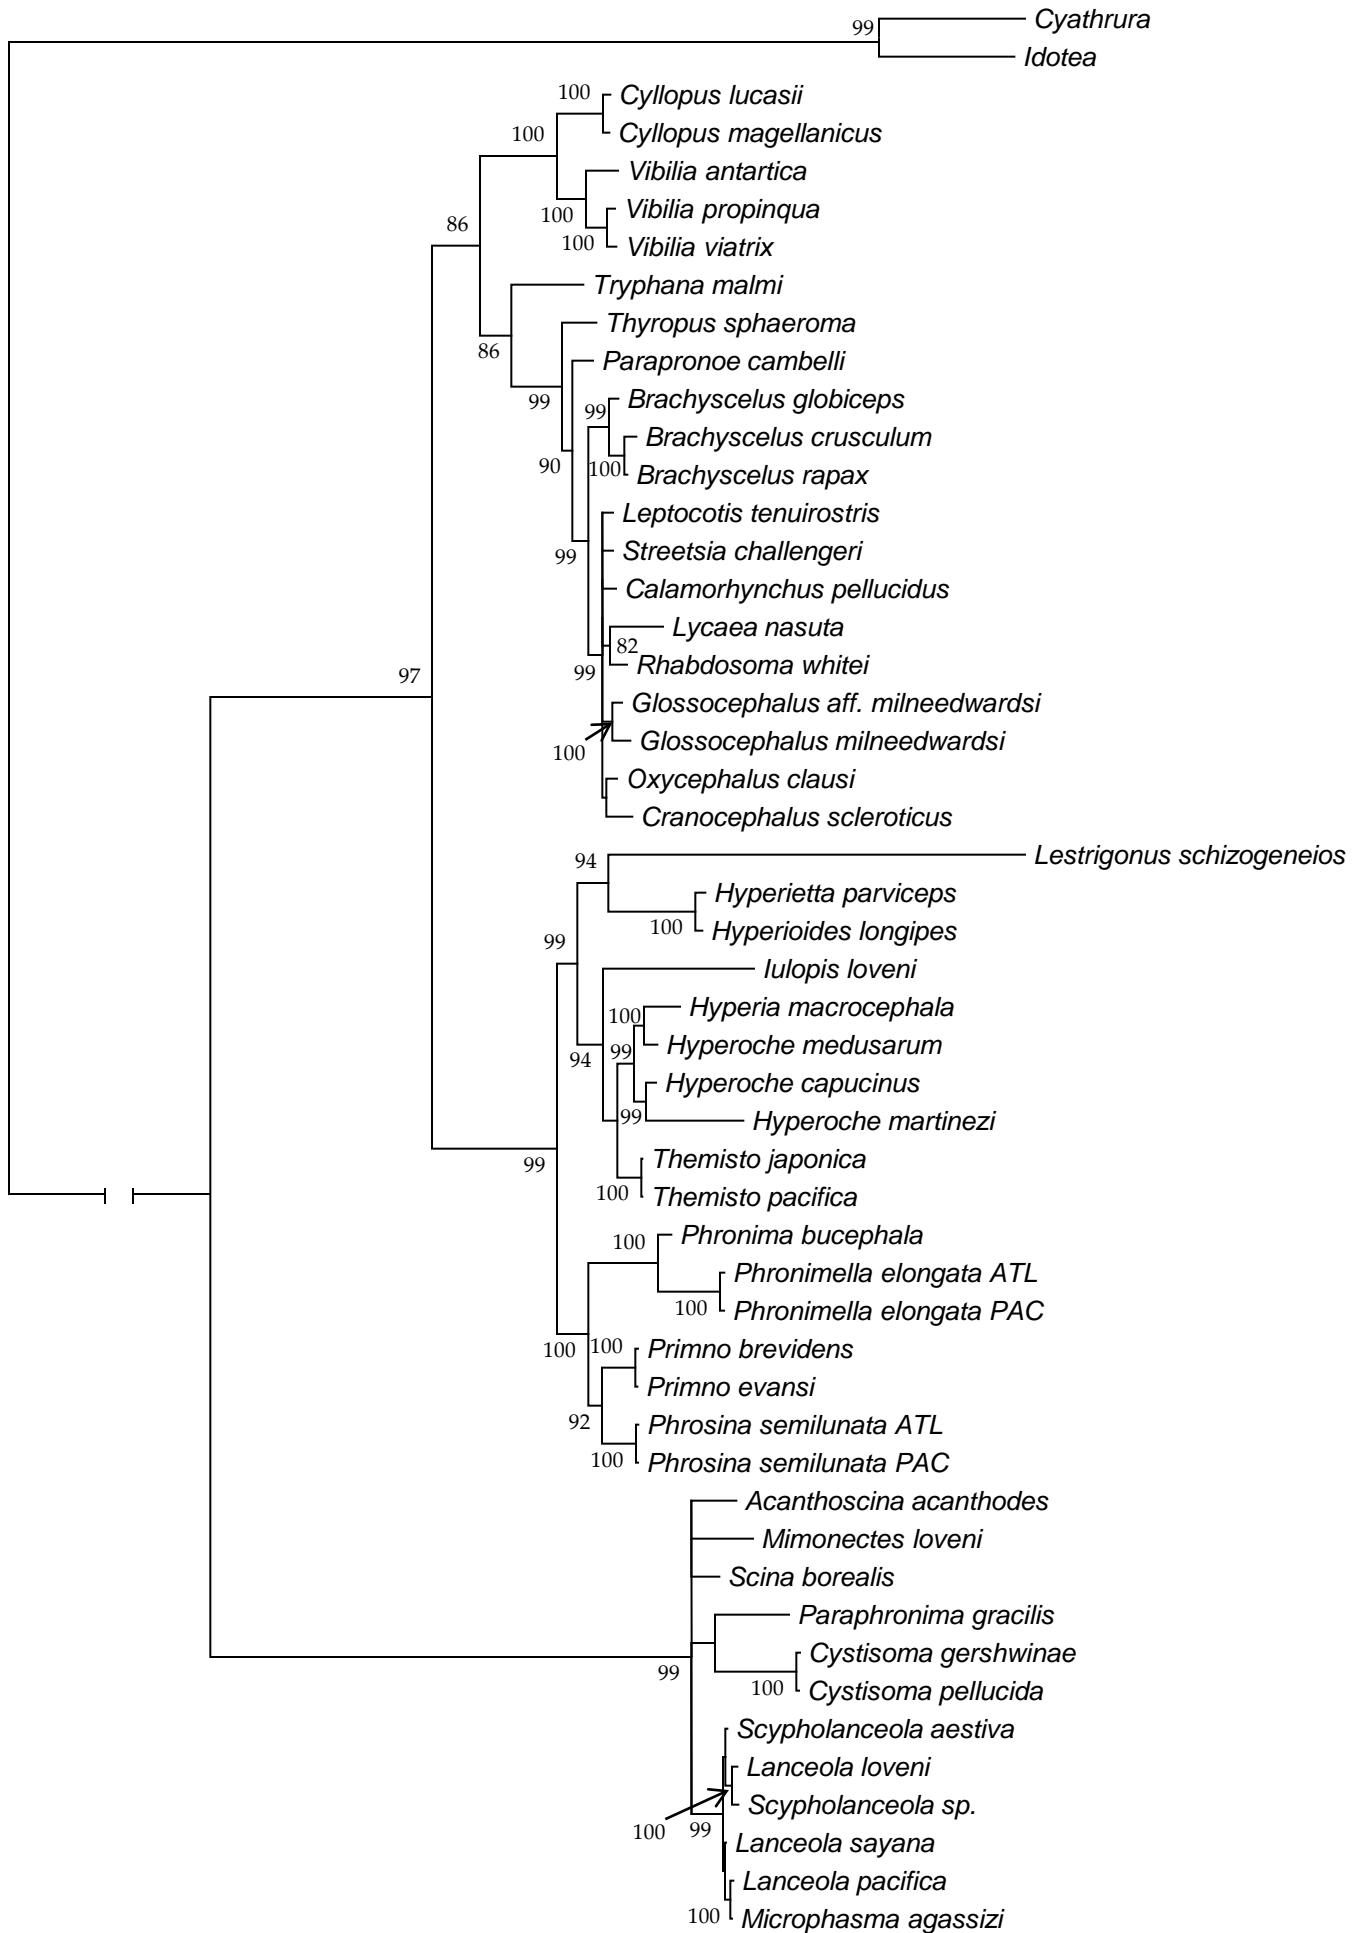 99
Cyathrura
Idotea
100
Cyllopus lucasii
100
Cyllopus magellanicus
Vibilia antartica
100
Vibilia propinqua
86
100
Vibilia viatrix
Tryphana malmi
Thyropus sphaeroma
86
Parapronoe cambelli
99
Brachyscelus globiceps
99
Brachyscelus crusculum
90
100
Brachyscelus rapax
Leptocotis tenuirostris
99
Streetsia challengeri
Calamorhynchus pellucidus
Lycaea nasuta
82
97
99
Rhabdosoma whitei
Glossocephalus aff. milneedwardsi
100
Glossocephalus milneedwardsi
Oxycephalus clausi
Cranocephalus scleroticus
94
Lestrigonus schizogeneios
Hyperietta parviceps
99
100
Hyperioides longipes
Iulopis loveni
100
Hyperia macrocephala
94
99
Hyperoche medusarum
Hyperoche capucinus
99
Hyperoche martinezi
99
Themisto japonica
100
Themisto pacifica
100
Phronima bucephala
Phronimella elongata ATL
100
Phronimella elongata PAC
100
100
Primno brevidens
Primno evansi
92
Phrosina semilunata ATL
100
Phrosina semilunata PAC
Acanthoscina acanthodes
Mimonectes loveni
Scina borealis
Paraphronima gracilis
99
Cystisoma gershwinae
100
Cystisoma pellucida
Scypholanceola aestiva
Lanceola loveni
Scypholanceola sp.
100
99
Lanceola sayana
Lanceola pacifica
100
Microphasma agassizi